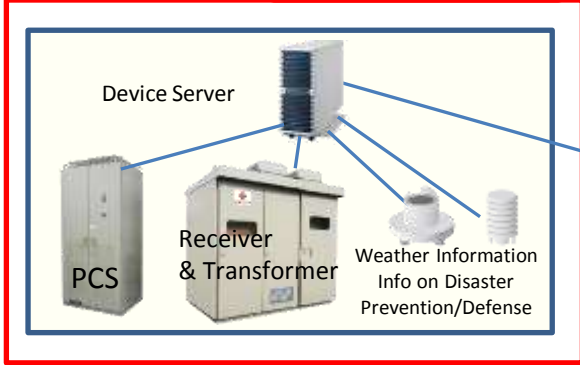 Device Server
PCS
Receiver
& Transformer
Weather Information
Info on Disaster
Prevention/Defense